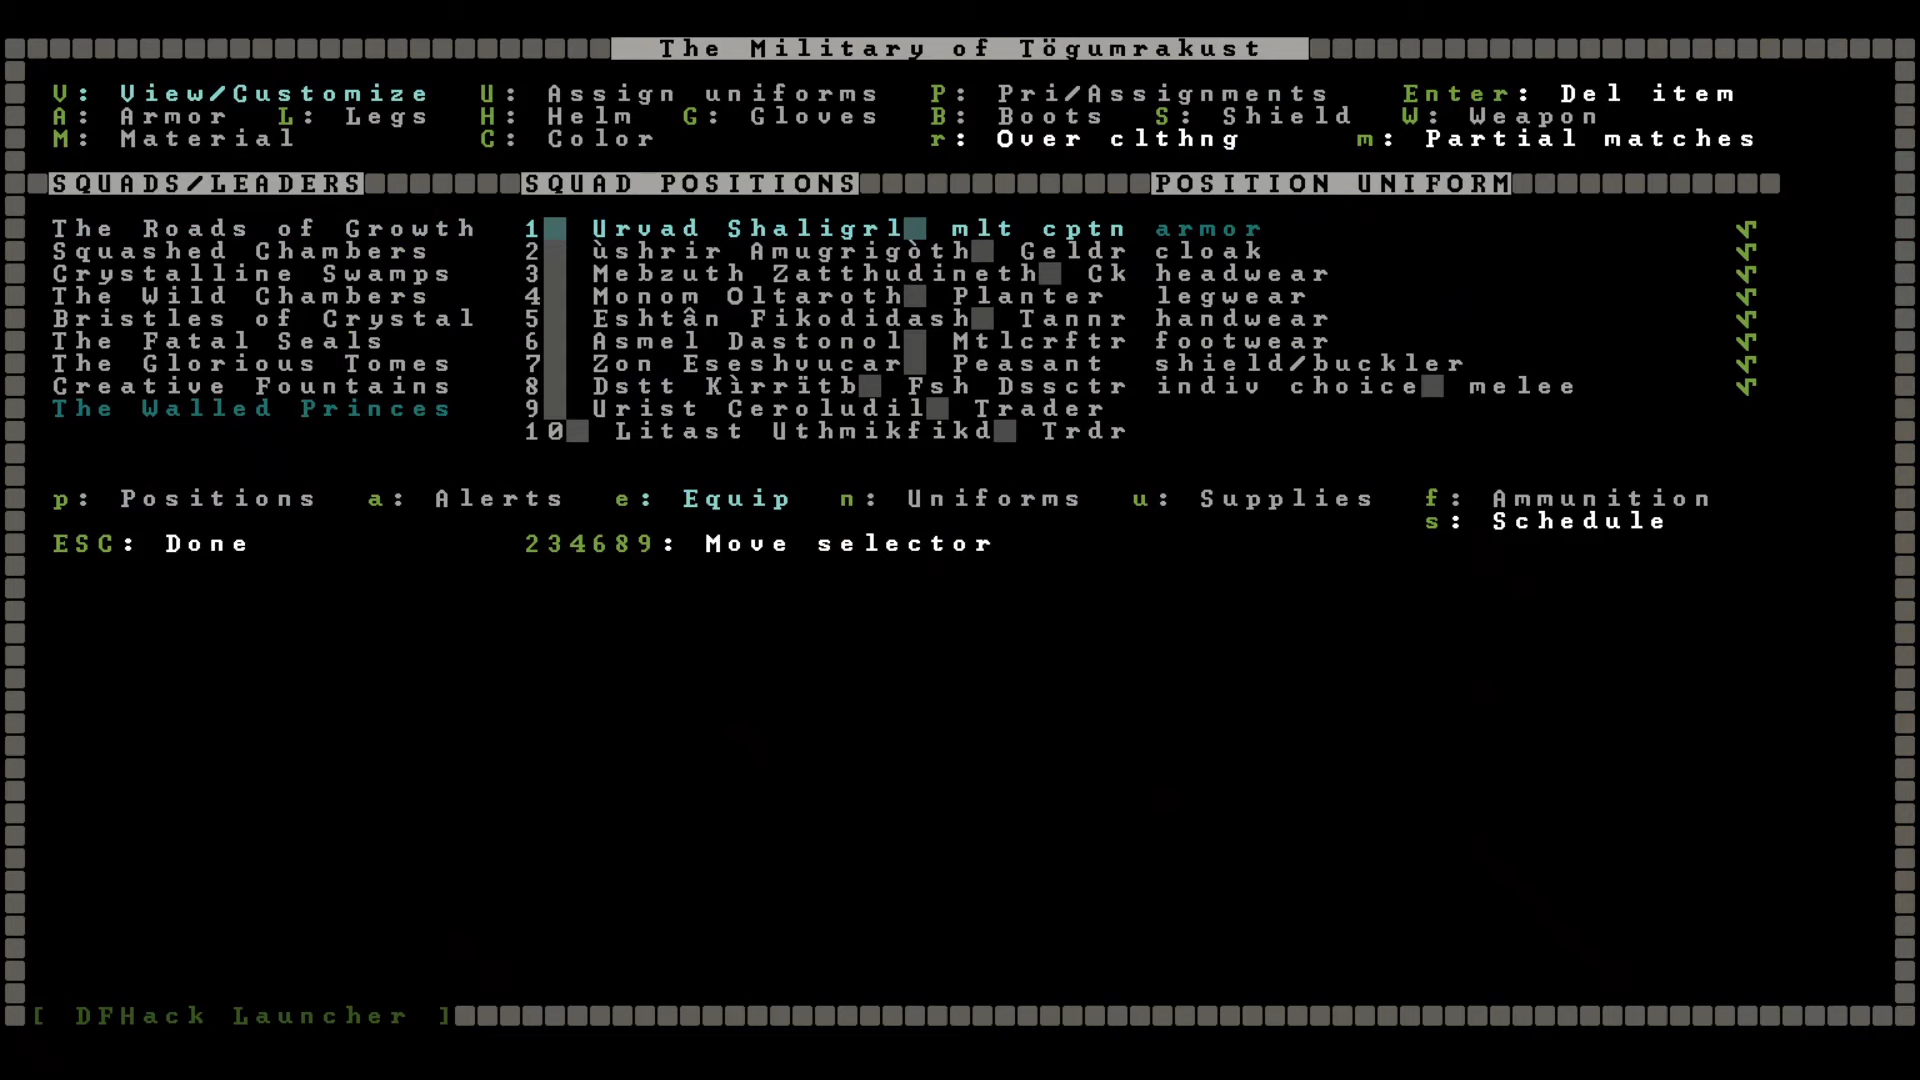 The Military of Tögumrakust
V: View/Customize U: Assign uniforms P: Pri/Assignments Enter: Del item
A: Armor L: Legs H: Helm G: Gloves B: Boots S: Shield W: Weapon
M: Material C: Color r: Over clthng m: Partial matches
SQUADS/LEADERS SQUAD POSITIONS POSITION UNIFORM
The Roads of Growth 1 Urvad Shaligrl mlt cptn armor
Squashed Chambers 2 ùshrir Amugrigòth Geldr cloak
Crystalline Swamps 3 Mebzuth Zatthudineth Ck headwear
The Wild Chambers 4 Monom Oltaroth Planter legwear
Bristles of Crystal 5 Eshtân Fikodidash Tannr handwear
The Fatal Seals 6 Asmel Dastonol Mtlcrftr footwear
The Glorious Tomes 7 Zon Eseshvucar Peasant shield/buckler
Creative Fountains 8 Dstt Kìrrïtb Fsh Dssctr indiv choice melee
The Walled Princes 9 Urist Ceroludil Trader
10 Litast Uthmikfikd Trdr
p: Positions a: Alerts e: Equip n: Uniforms u: Supplies f: Ammunition
s: Schedule
ESC: Done 234689: Move selector
[ DFHack Launcher ]